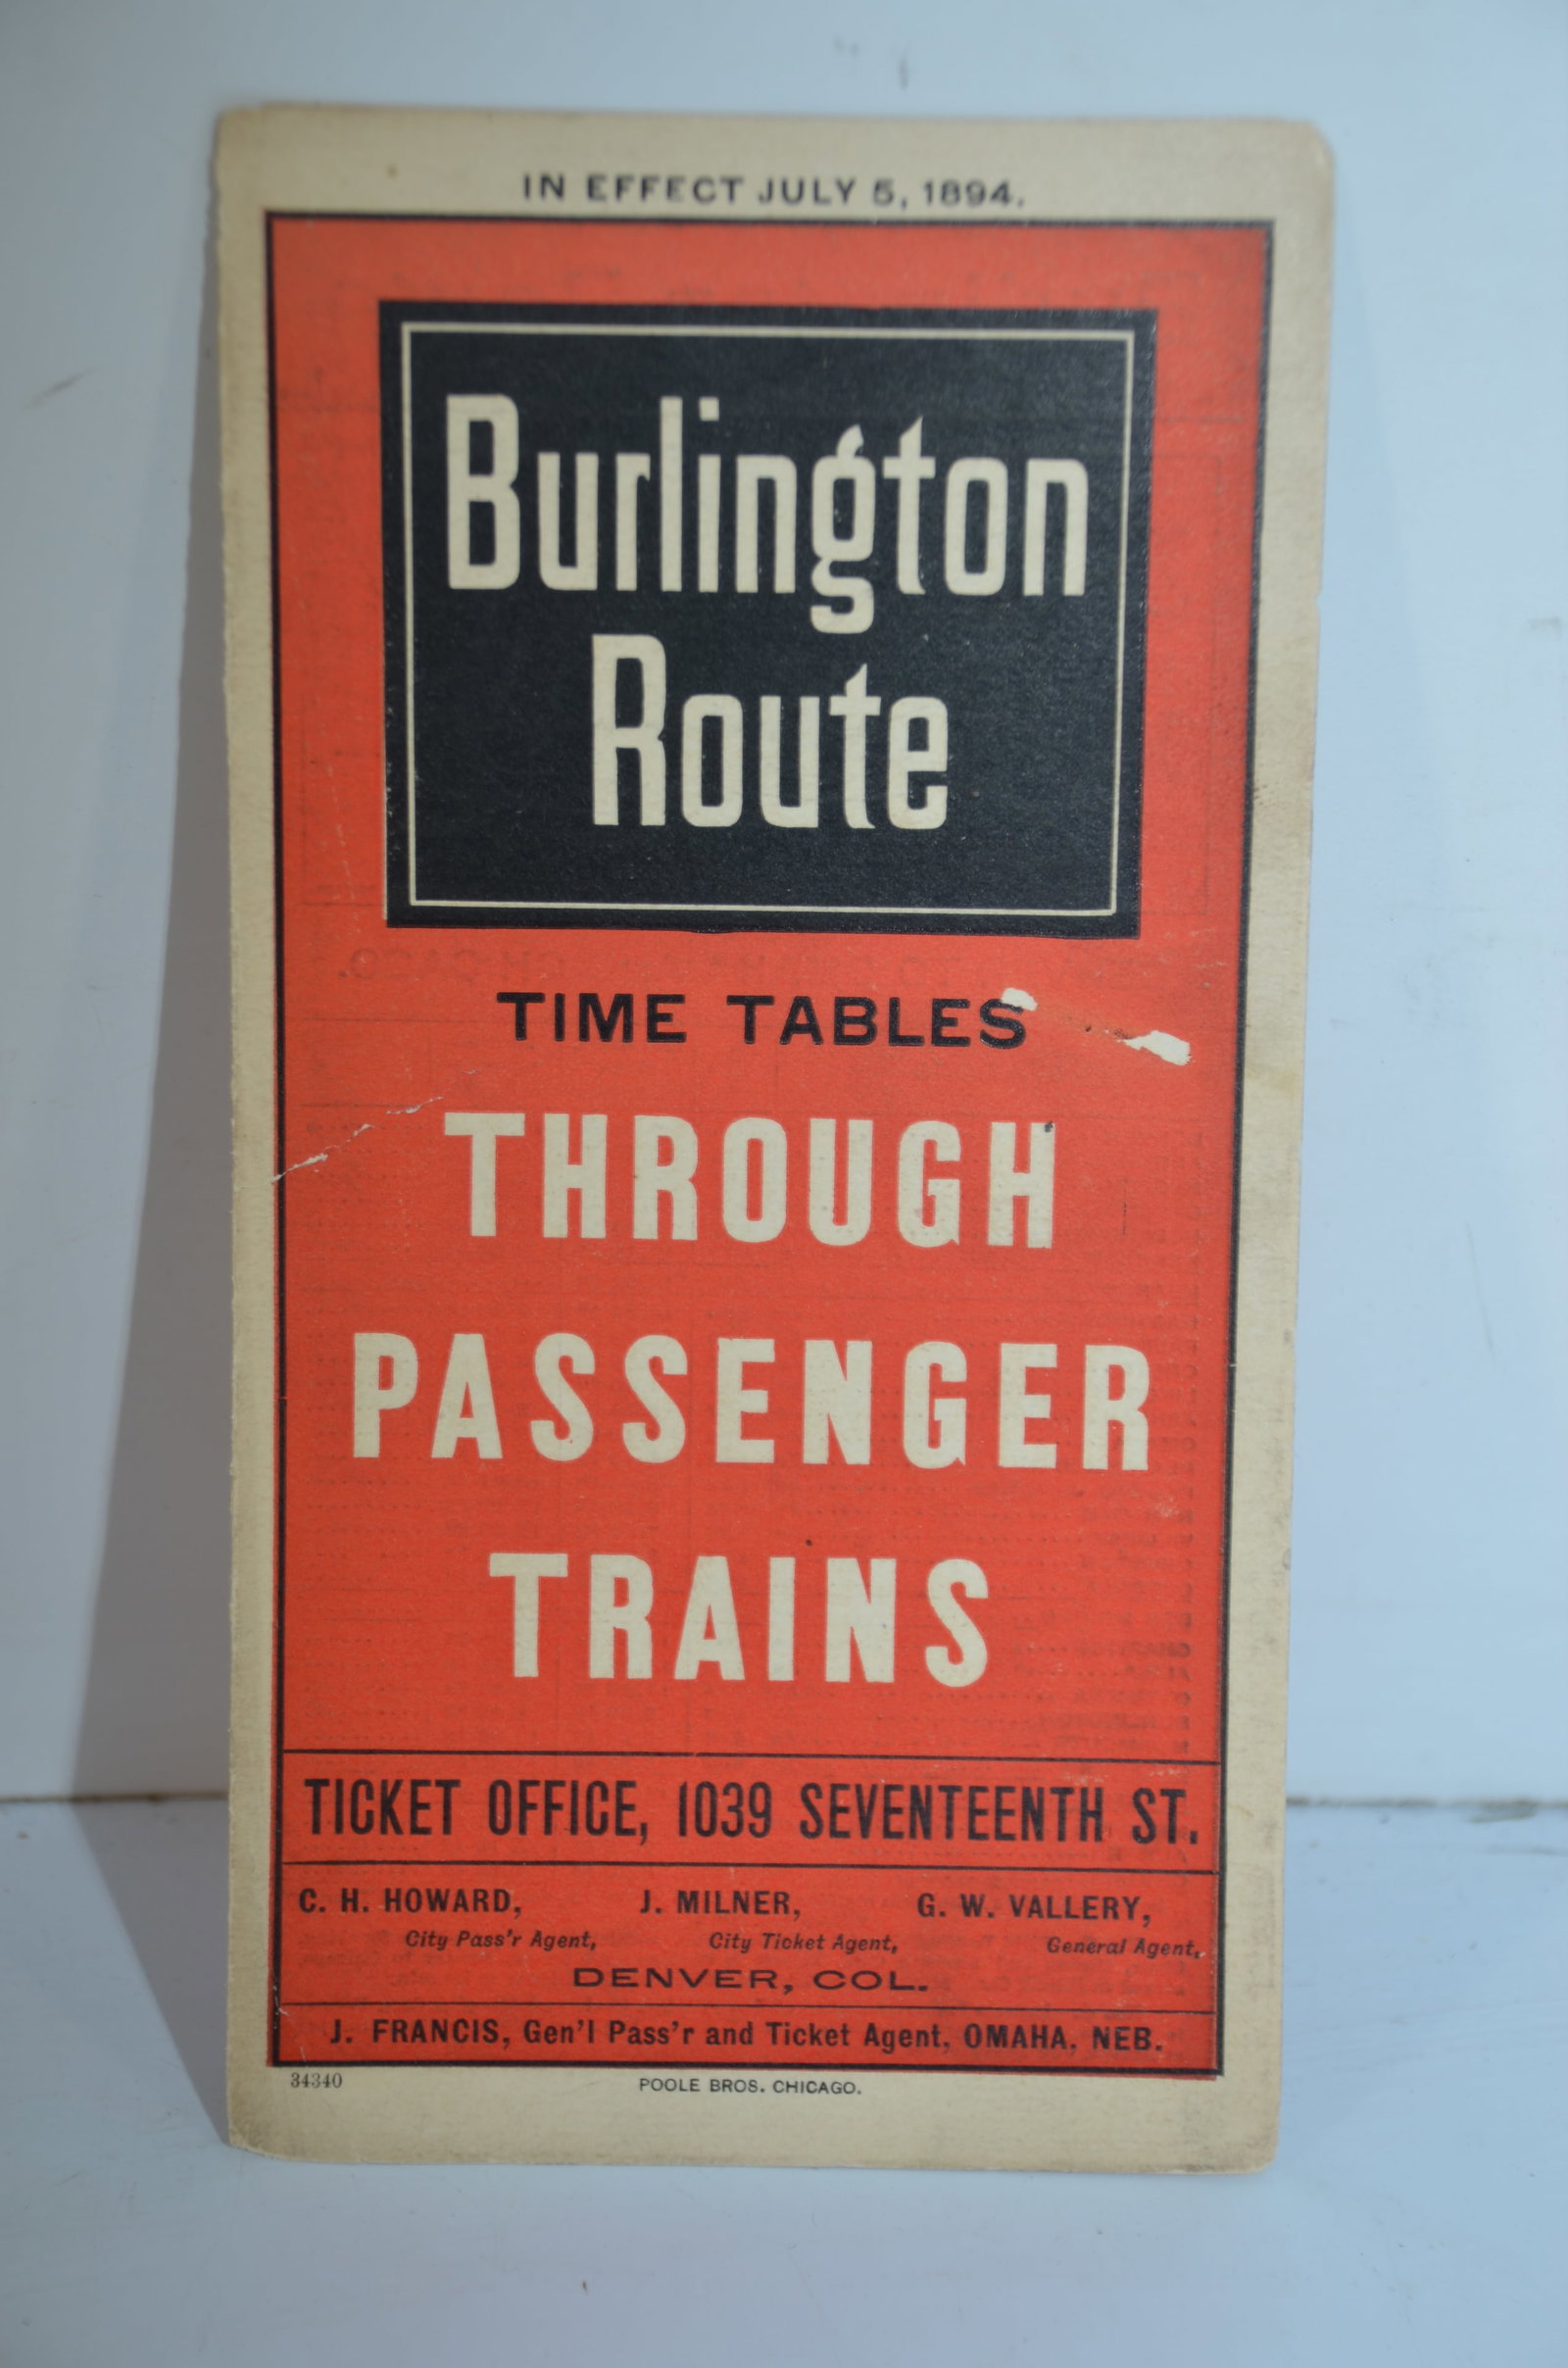 IN EFFECT JULY 5, 1894.
Burlington
Route
TIME TABLES
THROUGH
PASSENGER
TRAINS
TICKET OFFICE, 1039 SEVENTEENTH ST.
C. H. HOWARD, J. MILNER, G. W. VALLERY,
City Pass'r Agent, City Ticket Agent, General Agent,
DENVER, COL.
J. FRANCIS, Gen'l Pass'r and Ticket Agent, OMAHA, NEB.
34340 POOLE BROS. CHICAGO.